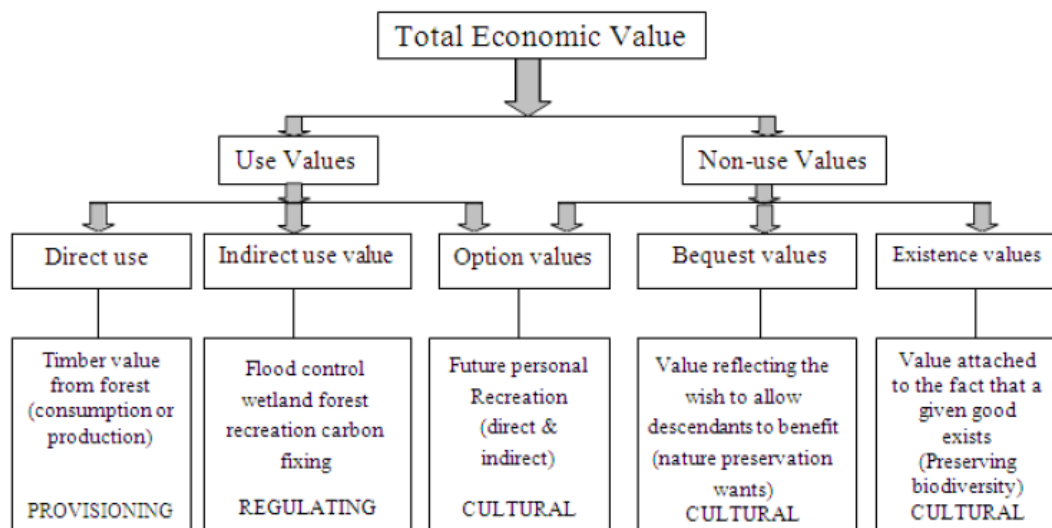 Total Economic Value
Use Values
Non-use Values
Direct use
Indirect use value
Option values
Bequest values
Existence values
Timber value
from forest
(consumption or
production)
PROVISIONING
Flood control
wetland forest
recreation carbon
fixing
REGULATING
Future personal
Recreation
(direct &
indirect)
CULTURAL
Value reflecting the
wish to allow
descendants to benefit
(nature preservation
wants)
CULTURAL
Value attached
to the fact that a
given good
exists
(Preserving
biodiversity)
CULTURAL